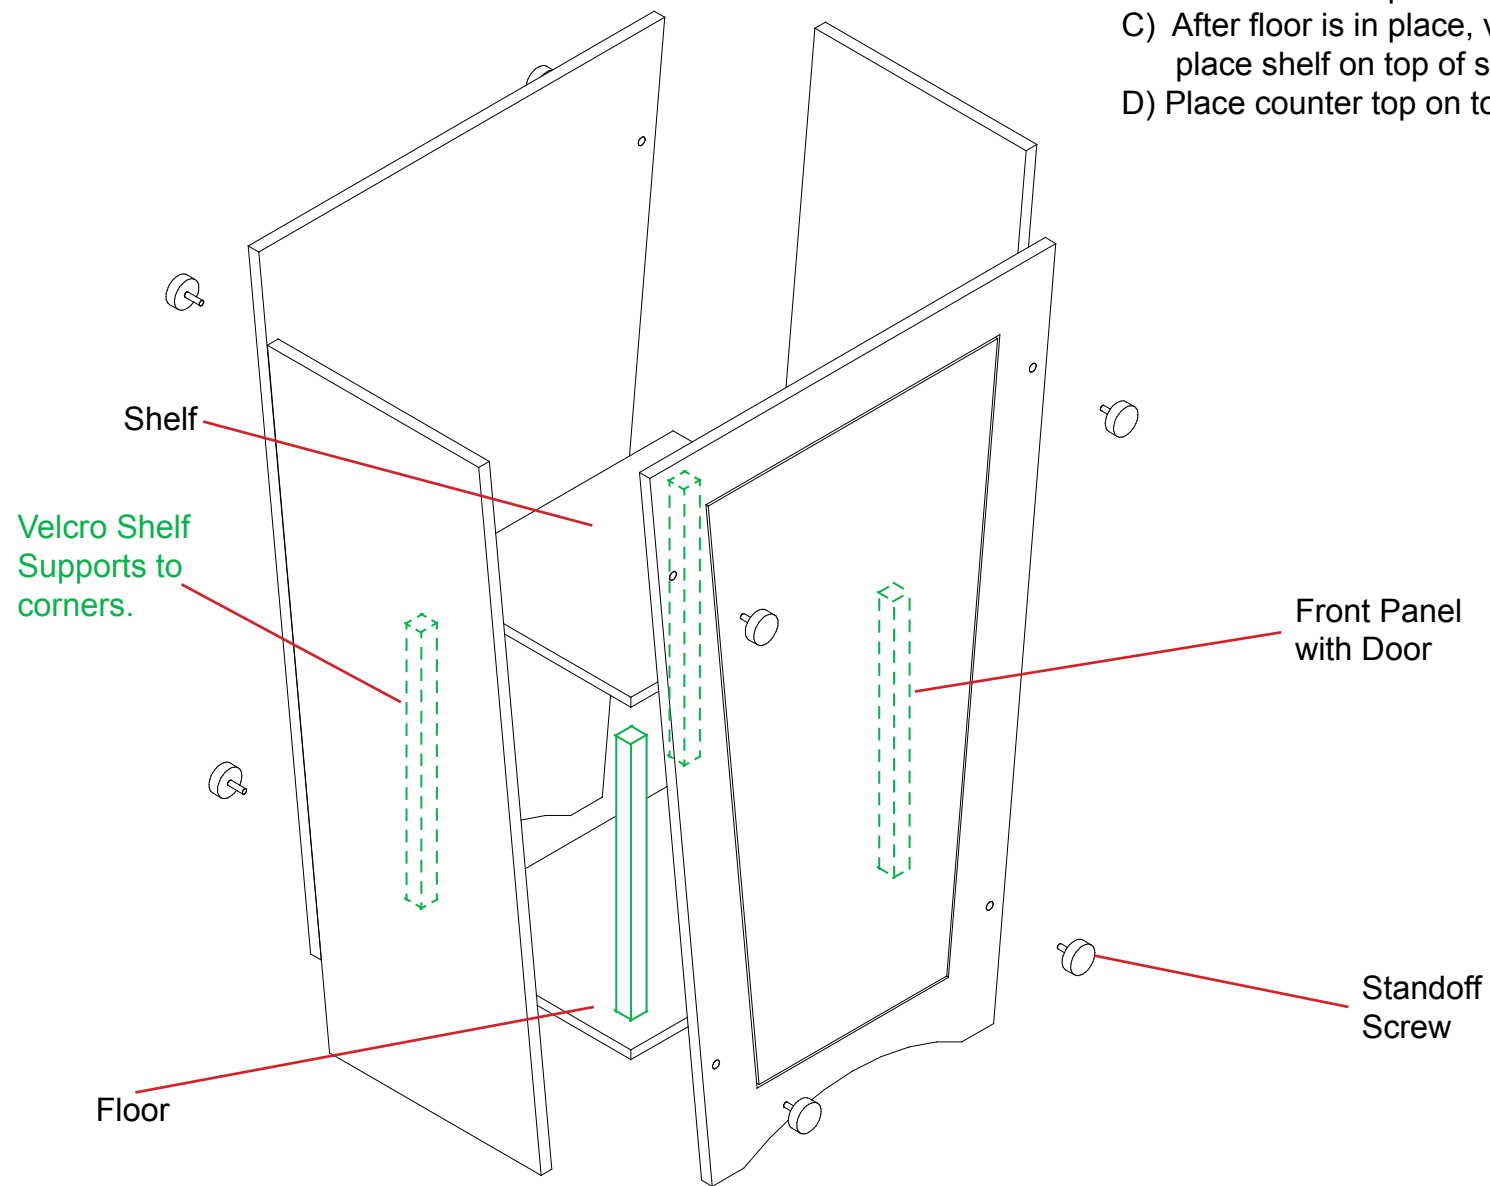 C) After floor is in place,
place shelf on top of
D) Place counter top on
Shelf
Velcro Shelf
Supports to
corners.
Front Panel
with Door
Standoff
Screw
Floor